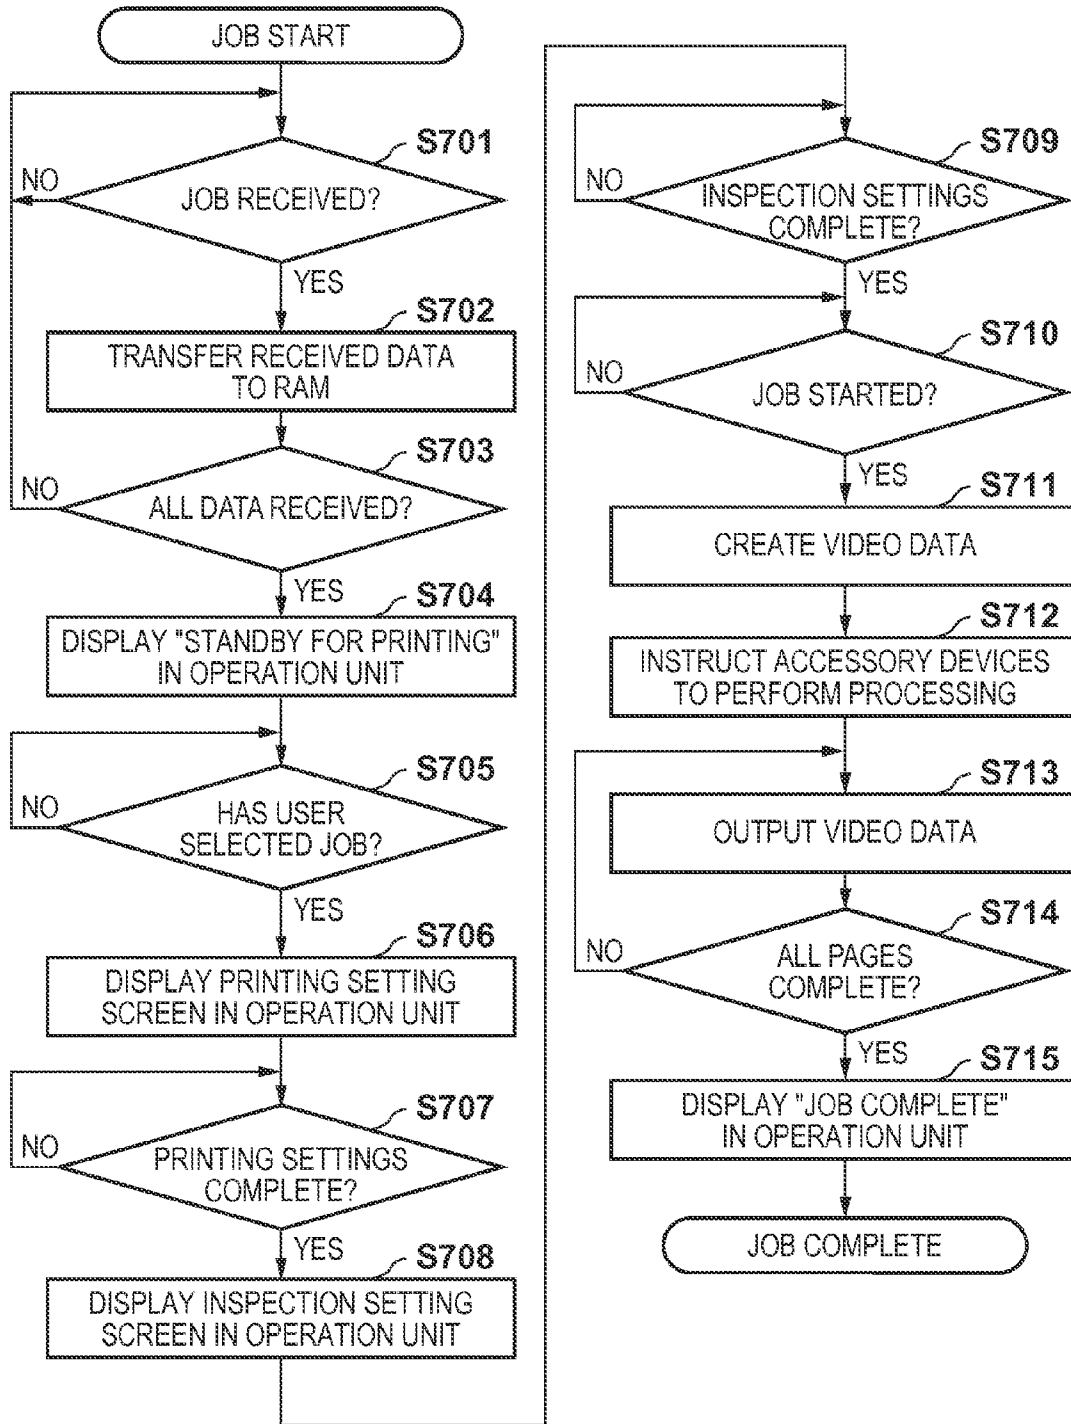 JOB START
S701
NO
JOB RECEIVED?
YES
S702
TRANSFER RECEIVED DATA
TO RAM
S703
NO
ALL DATA RECEIVED?
YES
S704
DISPLAY "STANDBY FOR PRINTING"
IN OPERATION UNIT
S705
NO
HAS USER
SELECTED JOB?
YES
S706
DISPLAY PRINTING SETTING
SCREEN IN OPERATION UNIT
S707
NO
PRINTING SETTINGS
COMPLETE?
YES
S708
DISPLAY INSPECTION SETTING
SCREEN IN OPERATION UNIT
S709
NO
INSPECTION SETTINGS
COMPLETE?
YES
S710
NO
JOB STARTED?
YES
S711
CREATE VIDEO DATA
S712
INSTRUCT ACCESSORY DEVICES
TO PERFORM PROCESSING
S713
OUTPUT VIDEO DATA
S714
NO
ALL PAGES
COMPLETE?
YES
S715
DISPLAY "JOB COMPLETE"
IN OPERATION UNIT
JOB COMPLETE